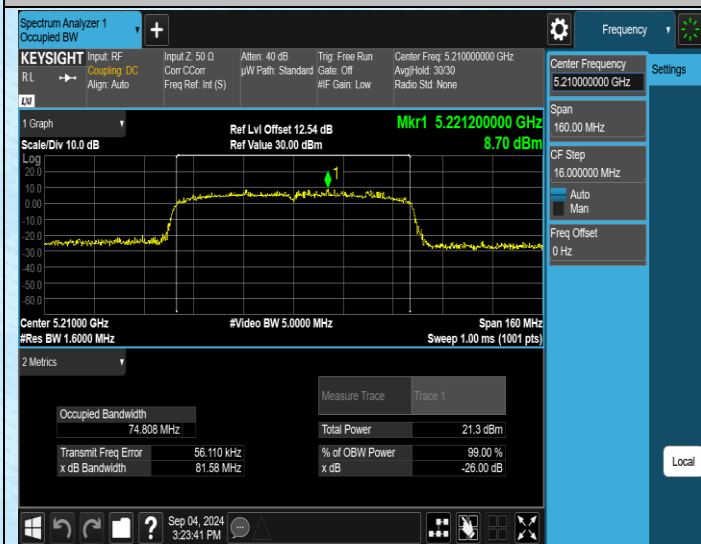 Spectrum Analyzer 1
Occupied BW
Frequency
KEYSIGHT
Input: RF
Coupling: DC
Align: Auto
Input Z: 50 Ω
Corr CCorr
Freq Ref: Int (S)
Atten: 40 dB
µW Path: Standard
Trig: Free Run
Gate: Off
#IF Gain: Low
Center Freq: 5.210000000 GHz
Avg|Hold: 30/30
Radio Std: None
R L
LXI
Center Frequency
5.210000000 GHz
Settings
Span
160.00 MHz
CF Step
16.000000 MHz
Auto
Man
Freq Offset
0 Hz
Local
1 Graph
Scale/Div 10.0 dB
Ref Lvl Offset 12.54 dB
Ref Value 30.00 dBm
Mkr1 5.221200000 GHz
8.70 dBm
Log
20.0
10.0
0.00
-10.0
-20.0
-30.0
-40.0
-50.0
-60.0
1
Center 5.21000 GHz
#Res BW 1.6000 MHz
#Video BW 5.0000 MHz
Span 160 MHz
Sweep 1.00 ms (1001 pts)
2 Metrics
Measure Trace
Trace 1
Occupied Bandwidth
74.808 MHz
Total Power
21.3 dBm
Transmit Freq Error
56.110 kHz
% of OBW Power
99.00 %
x dB Bandwidth
81.58 MHz
x dB
-26.00 dB
Sep 04, 2024
3:23:41 PM